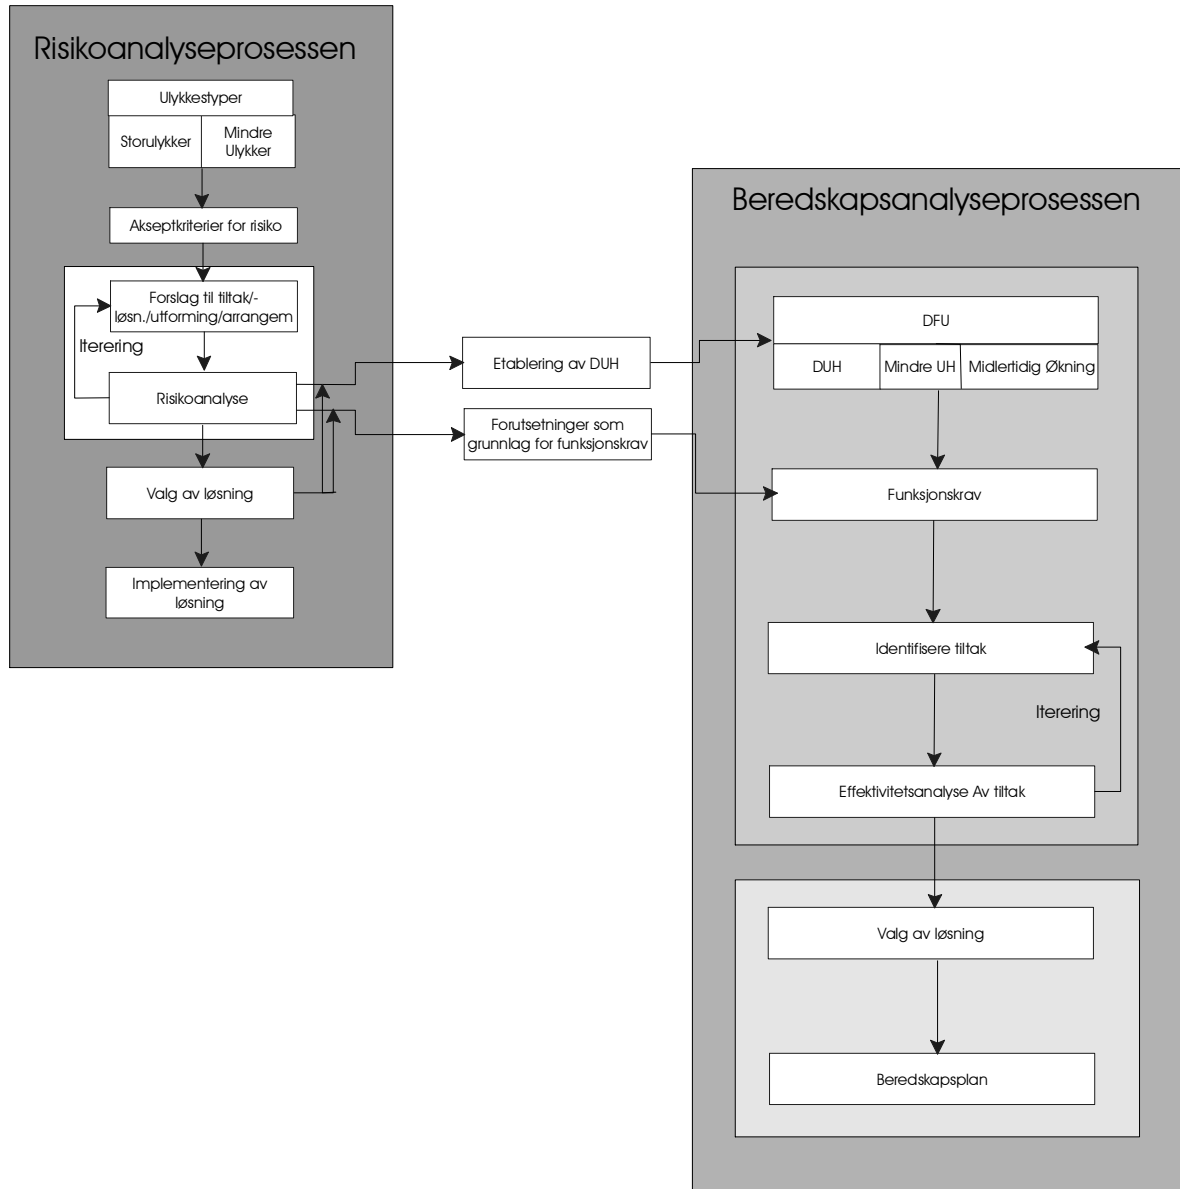 Risikoanalyseprosessen
Ulykkestyper
Storulykker
Mindre
Ulykker
Akseptkriterier for risiko
Forslag til tiltak/-
løsn./utforming/arrangem
Iterering
Risikoanalyse
Valg av løsning
Implementering av
løsning
Etablering av DUH
Forutsetninger som
grunnlag for funksjonskrav
Beredskapsanalyseprosessen
DFU
DUH
Mindre UH
Midlertidig Økning
Funksjonskrav
Identifisere tiltak
Iterering
Effektivitetsanalyse Av tiltak
Valg av løsning
Beredskapsplan